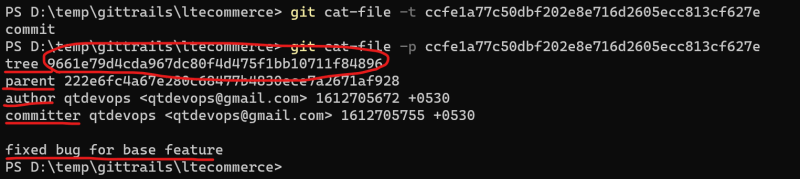 PS D:\temp\gittrails\ltecommerce> git cat-file -t ccfe1a77c50dbf202e8e716d2605ecc813cf627e
commit
PS D:\temp\gittrails\ltecommerce> git cat-file -p ccfe1a77c50dbf202e8e716d2605ecc813cf627e
tree 9661e79d4cda967dc80f4d475f1bb10711f84896
parent 222e6fc4a67e280c68477b4030ece7a2671af928
author qtdevops <qtdevops@gmail.com> 1612705672 +0530
committer qtdevops <qtdevops@gmail.com> 1612705755 +0530
fixed bug for base feature
PS D:\temp\gittrails\ltecommerce>